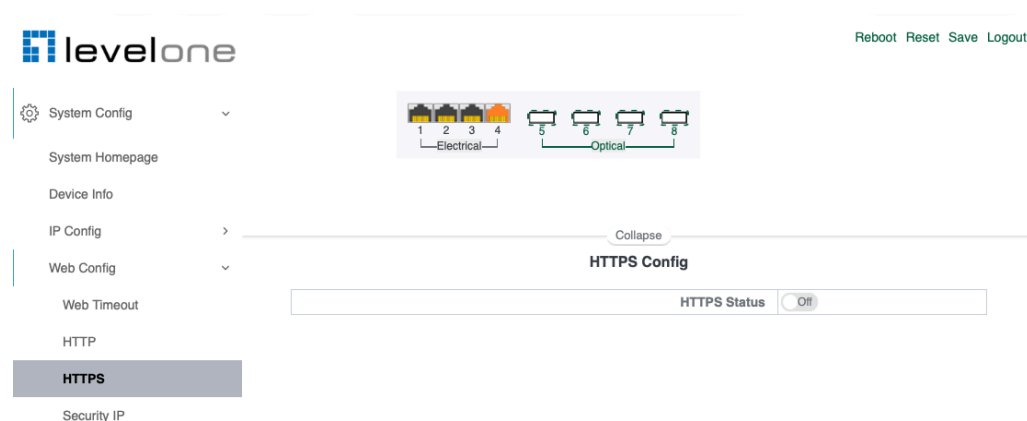 levelone
Reboot Reset Save Logout
System Config
System Homepage
Device Info
IP Config
Web Config
Web Timeout
HTTP
HTTPS
Security IP
1 2 3 4 5 6 7 8
Electrical Optical
Collapse
HTTPS Config
HTTPS Status Off